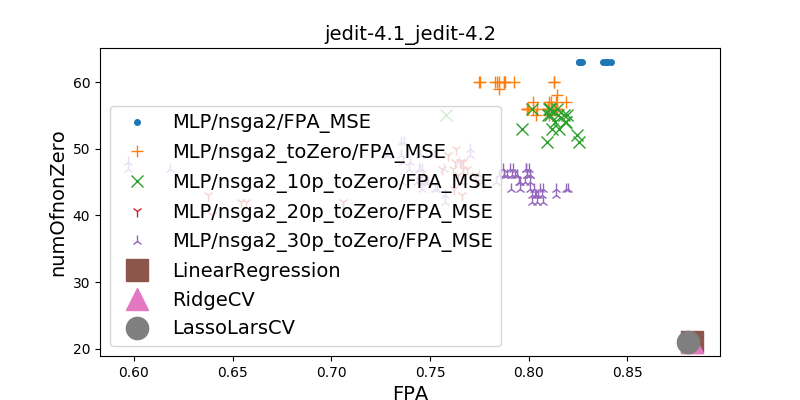 jedit-4.1_jedit-4.2
numOfnonZero
60
50
40
30
20
MLP/nsga2/FPA_MSE
MLP/nsga2_toZero/FPA_MSE
MLP/nsga2_10p_toZero/FPA_MSE
MLP/nsga2_20p_toZero/FPA_MSE
MLP/nsga2_30p_toZero/FPA_MSE
LinearRegression
RidgeCV
LassoLarsCV
0.60 0.65 0.70 0.75 0.80 0.85
FPA